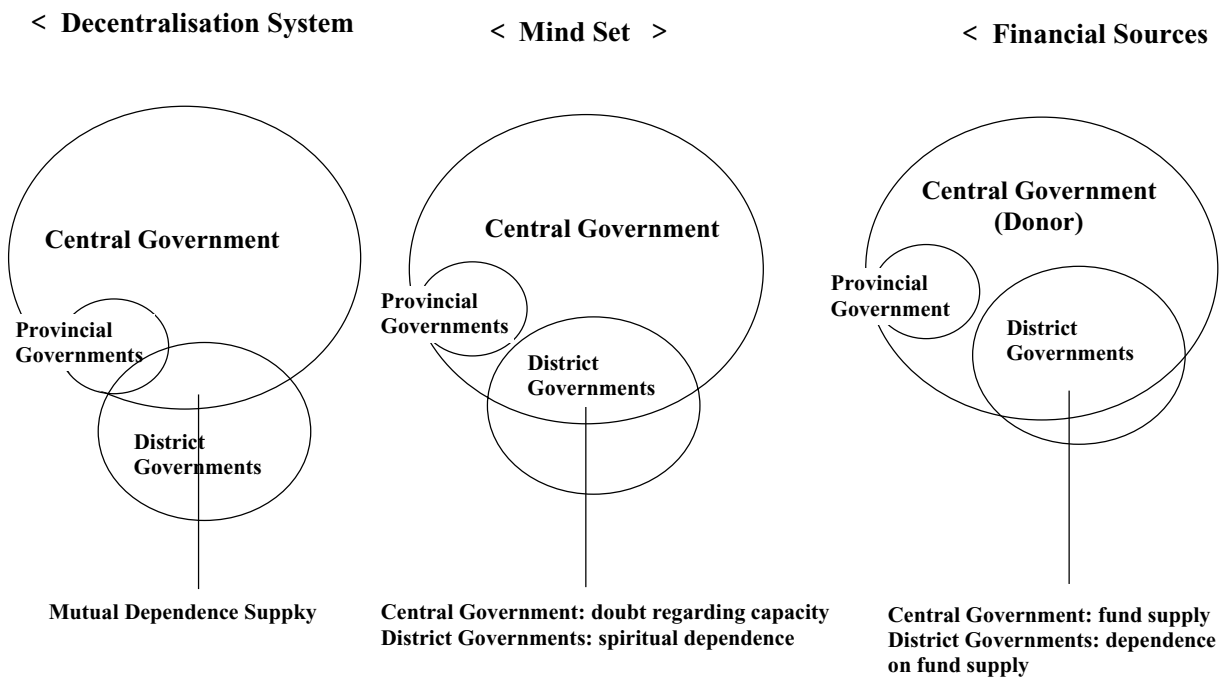 < Decentralisation System
< Mind Set >
< Financial Sources
Central Government
Provincial
Governments
District
Governments
Mutual Dependence Suppky
Central Government
Provincial
Governments
District
Governments
Central Government: doubt regarding capacity
District Governments: spiritual dependence
Central Government
(Donor)
Provincial
Government
District
Governments
Central Government: fund supply
District Governments: dependence
on fund supply